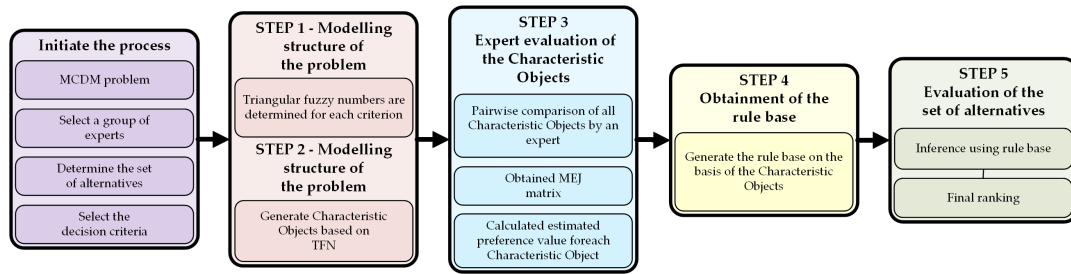 Initiate the process
MCDM problem
Select a group of
experts
Determine the set
of alternatives
Select the
decision criteria
STEP 1 - Modelling
structure of
the problem
Triangular fuzzy numbers are
determined for each criterion
STEP 2 - Modelling
structure of
the problem
Generate Characteristic
Objects based on
TFN
STEP 3
Expert evaluation of
the Characteristic
Objects
Pairwise comparison of all
Characteristic Objects by an
expert
Obtained MEJ
matrix
Calculated estimated
preference value foreach
Characteristic Object
STEP 4
Obtainment of the
rule base
Generate the rule base on the
basis of the Characteristic
Objects
STEP 5
Evaluation of the
set of alternatives
Inference using rule base
Final ranking